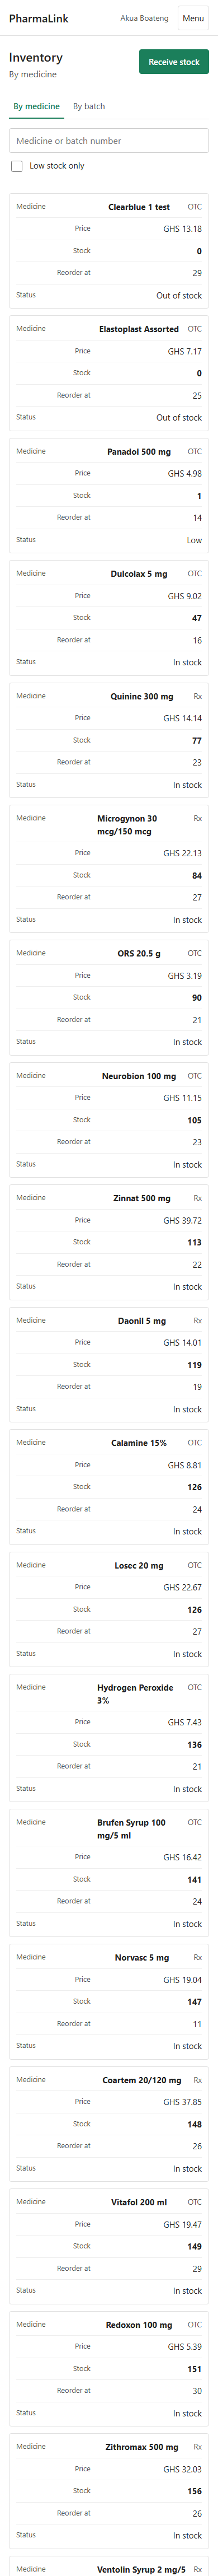 PharmaLink Akua Boateng Menu
Inventory Receive stock
By medicine
By medicine By batch
Medicine or batch number
Low stock only
Medicine Clearblue 1 test OTC
Price GHS 13.18
Stock 0
Reorder at 29
Status Out of stock
Medicine Elastoplast Assorted OTC
Price GHS 7.17
Stock 0
Reorder at 25
Status Out of stock
Medicine Panadol 500 mg OTC
Price GHS 4.98
Stock 1
Reorder at 14
Status Low
Medicine Dulcolax 5 mg OTC
Price GHS 9.02
Stock 47
Reorder at 16
Status In stock
Medicine Quinine 300 mg Rx
Price GHS 14.14
Stock 77
Reorder at 23
Status In stock
Medicine Microgynon 30 Rx
mcg/150 mcg
Price GHS 22.13
Stock 84
Reorder at 27
Status In stock
Medicine ORS 20.5 g OTC
Price GHS 3.19
Stock 90
Reorder at 21
Status In stock
Medicine Neurobion 100 mg OTC
Price GHS 11.15
Stock 105
Reorder at 23
Status In stock
Medicine Zinnat 500 mg Rx
Price GHS 39.72
Stock 113
Reorder at 22
Status In stock
Medicine Daonil 5 mg Rx
Price GHS 14.01
Stock 119
Reorder at 19
Status In stock
Medicine Calamine 15% OTC
Price GHS 8.81
Stock 126
Reorder at 24
Status In stock
Medicine Losec 20 mg OTC
Price GHS 22.67
Stock 126
Reorder at 27
Status In stock
Medicine Hydrogen Peroxide OTC
3%
Price GHS 7.43
Stock 136
Reorder at 21
Status In stock
Medicine Brufen Syrup 100 OTC
mg/5 ml
Price GHS 16.42
Stock 141
Reorder at 24
Status In stock
Medicine Norvasc 5 mg Rx
Price GHS 19.04
Stock 147
Reorder at 11
Status In stock
Medicine Coartem 20/120 mg Rx
Price GHS 37.85
Stock 148
Reorder at 26
Status In stock
Medicine Vitafol 200 ml OTC
Price GHS 19.47
Stock 149
Reorder at 29
Status In stock
Medicine Redoxon 100 mg OTC
Price GHS 5.39
Stock 151
Reorder at 30
Status In stock
Medicine Zithromax 500 mg Rx
Price GHS 32.03
Stock 156
Reorder at 26
Status In stock
Medicine Ventolin Syrup 2 mg/5 Rx